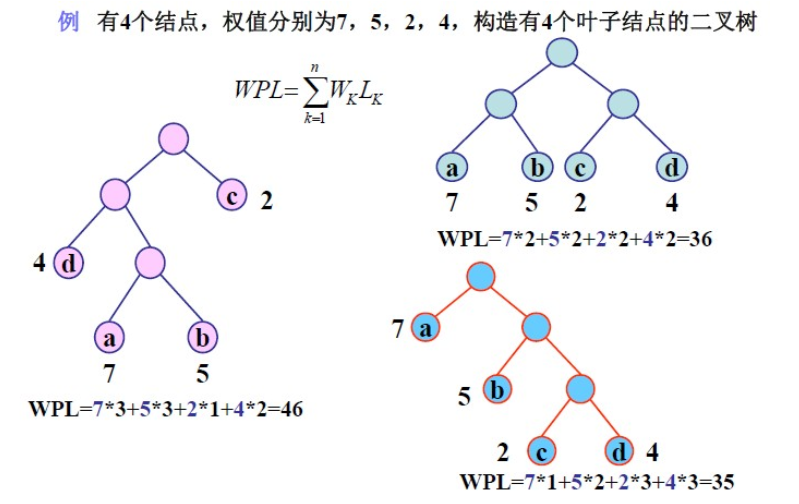 例 有4个结点，权值分别为7，5，2，4，构造有4个叶子结点的二叉树
WPL=∑W_K L_K
n
k=1
c 2
4 d
a b
7 5
WPL=7*3+5*3+2*1+4*2=46
a b c d
7 5 2 4
WPL=7*2+5*2+2*2+4*2=36
7 a
5 b
2 c d 4
WPL=7*1+5*2+2*3+4*3=35